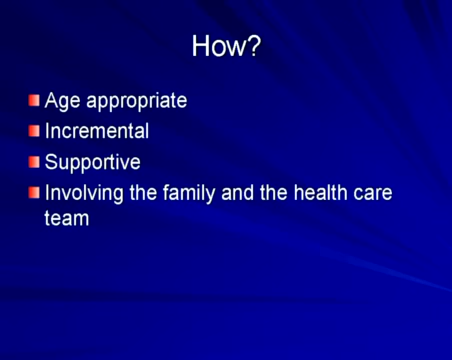 How?
Age appropriate
Incremental
Supportive
Involving the family and the health care
team